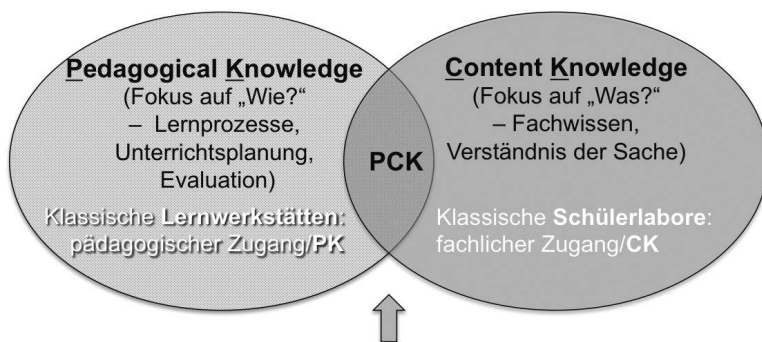 Pedagogical Knowledge
(Fokus auf „Wie?“
– Lernprozesse,
Unterrichtsplanung,
Evaluation)
Klassische Lernwerkstätten:
pädagogischer Zugang/PK
PCK
Content Knowledge
(Fokus auf „Was?“
– Fachwissen,
Verständnis der Sache)
Klassische Schülerlabore:
fachlicher Zugang/CK